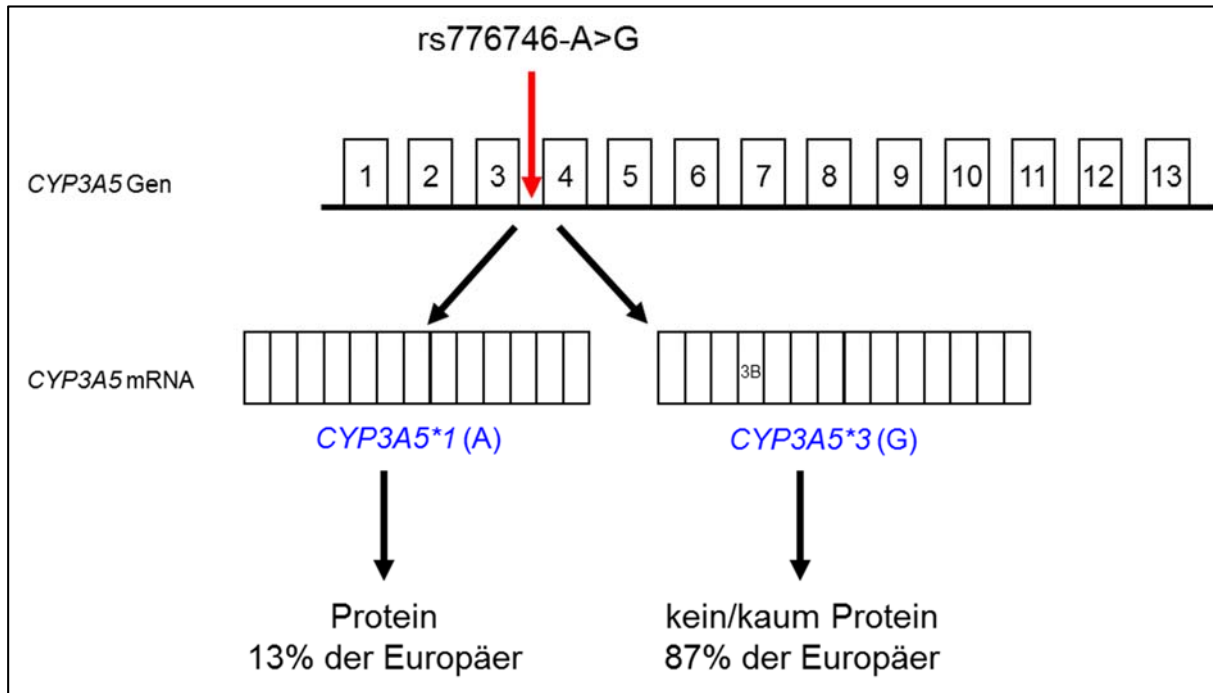 rs776746-A>G
CYP3A5 Gen
1 2 3 4 5 6 7 8 9 10 11 12 13
CYP3A5 mRNA
3B
CYP3A5*1 (A)
CYP3A5*3 (G)
Protein
13% der Europäer
kein/kaum Protein
87% der Europäer